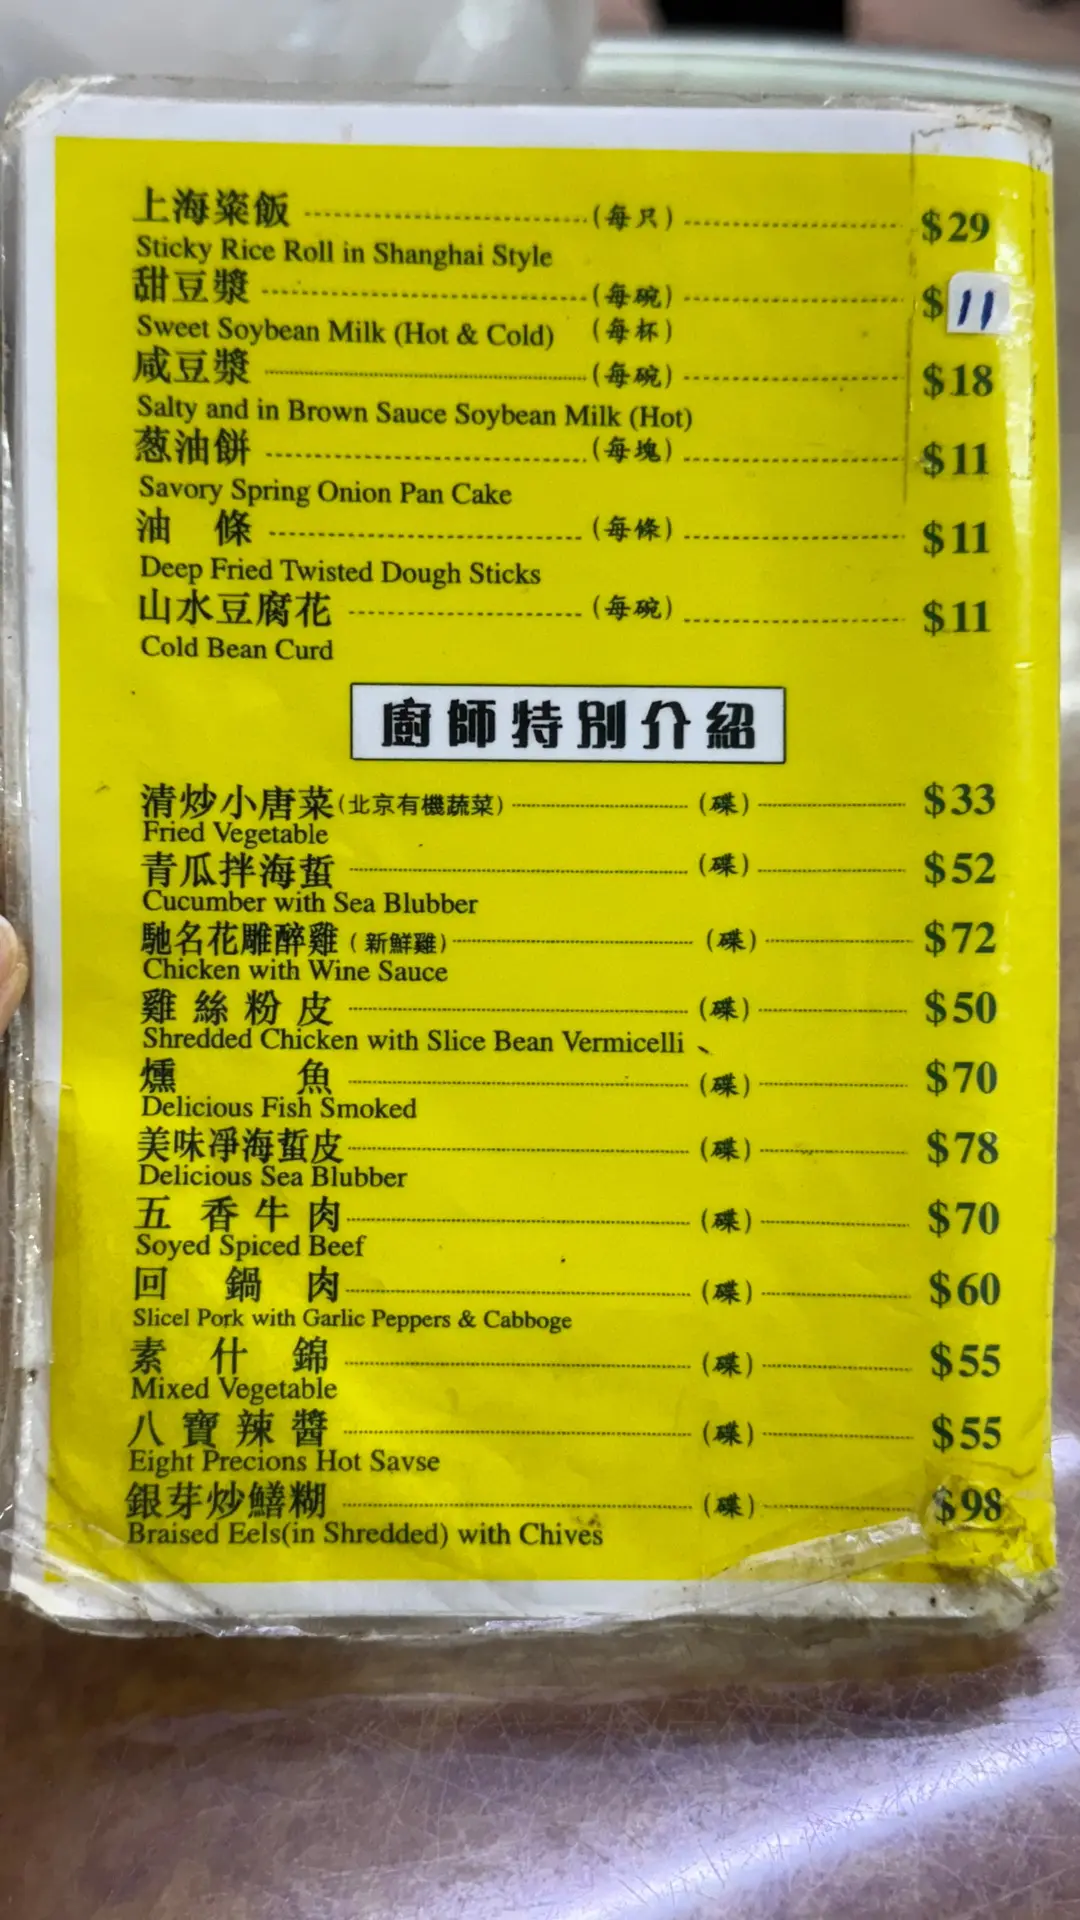 上海粢飯 (每只) $29
Sticky Rice Roll in Shanghai Style
甜豆漿 (每碗) $11
Sweet Soybean Milk (Hot & Cold) (每杯)
咸豆漿 (每碗) $18
Salty and in Brown Sauce Soybean Milk (Hot)
葱油餅 (每塊) $11
Savory Spring Onion Pan Cake
油條 (每條) $11
Deep Fried Twisted Dough Sticks
山水豆腐花 (每碗) $11
Cold Bean Curd
廚師特別介紹
清炒小唐菜(北京有機蔬菜) (碟) $33
Fried Vegetable
青瓜拌海蜇 (碟) $52
Cucumber with Sea Blubber
馳名花雕醉雞(新鮮雞) (碟) $72
Chicken with Wine Sauce
雞絲粉皮 (碟) $50
Shredded Chicken with Slice Bean Vermicelli
燻魚 (碟) $70
Delicious Fish Smoked
美味凈海蜇皮 (碟) $78
Delicious Sea Blubber
五香牛肉 (碟) $70
Soyed Spiced Beef
回鍋肉 (碟) $60
Slicel Pork with Garlic Peppers & Cabboge
素什錦 (碟) $55
Mixed Vegetable
八寶辣醬 (碟) $55
Eight Precions Hot Savse
銀芽炒鱔糊 (碟) $98
Braised Eels(in Shredded) with Chives